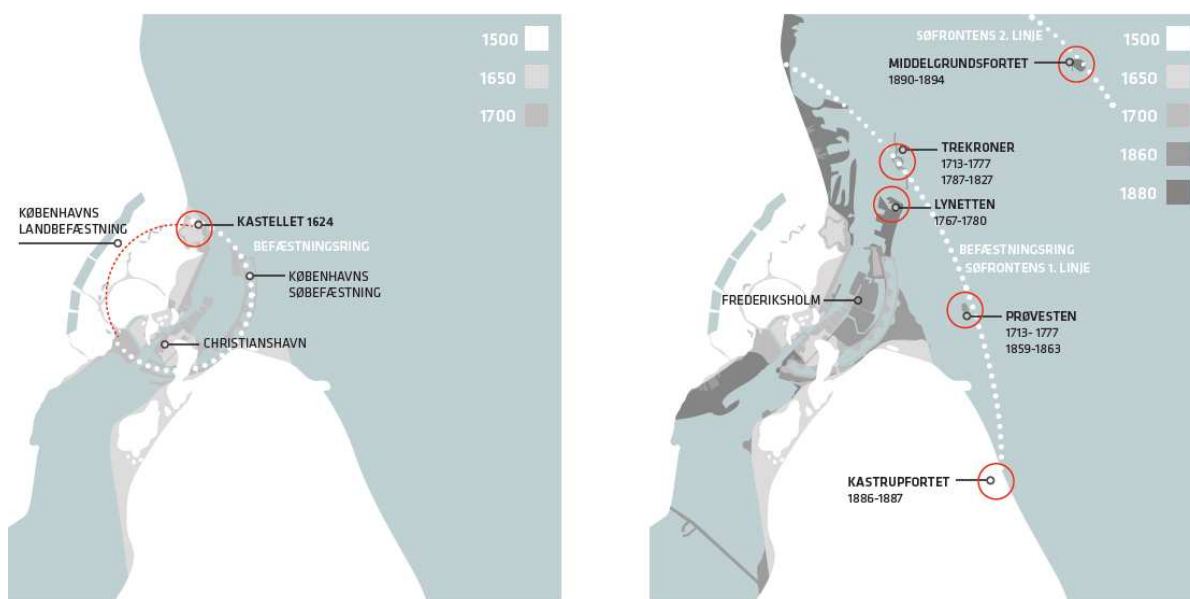 1500
1650
1700
KØBENHAVNS
LANDBEFÆSTNING
KASTELLET 1624
BEFÆSTNINGSRING
KØBENHAVNS
SØBEFÆSTNING
CHRISTIANSHAVN
SØFRONTENS 2. LINJE
MIDDELGRUNDSFORTET
1890-1894
1500
1650
1700
1860
1880
TREKRONER
1713-1777
1787-1827
LYNETTEN
1767-1780
BEFÆSTNINGSRING
SØFRONTENS 1. LINJE
FREDERIKSHOLM
PRØVESTEN
1713- 1777
1859-1863
KASTRUPFORTET
1886-1887